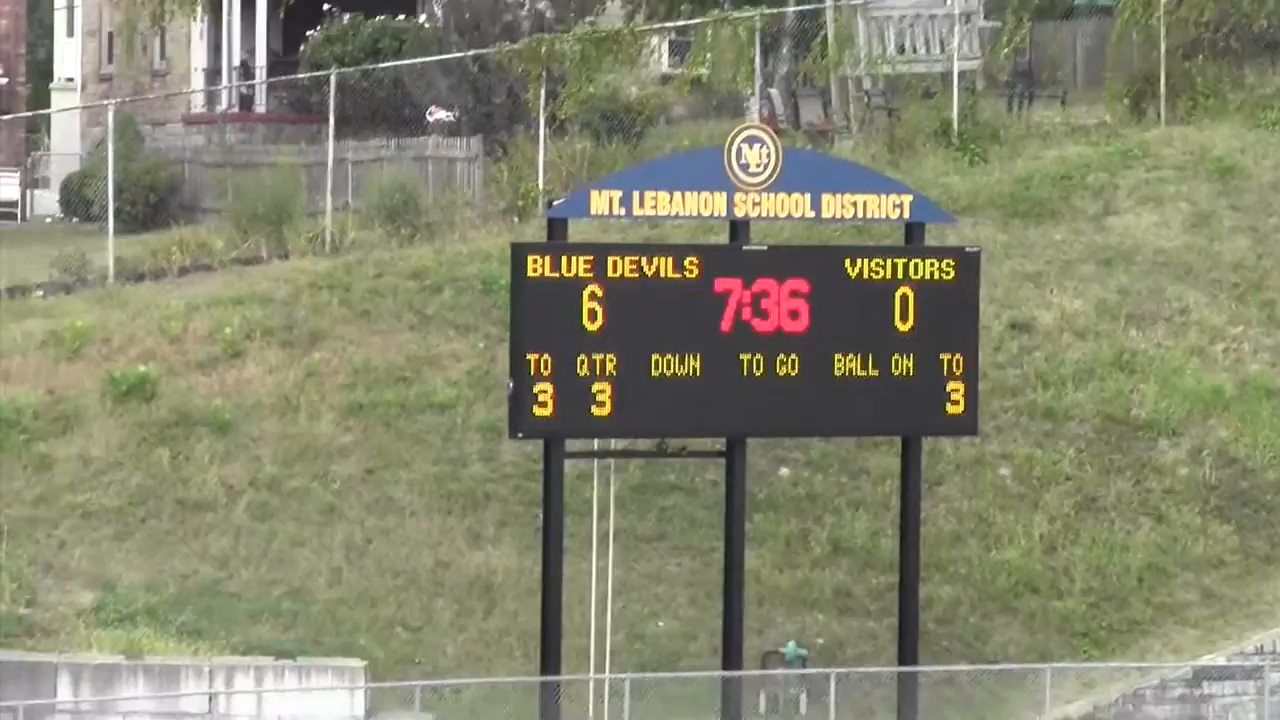 MtL
MT. LEBANON SCHOOL DISTRICT
BLUE DEVILS VISITORS
6 7:36 0
TO QTR DOWN TO GO BALL ON TO
3 3 3